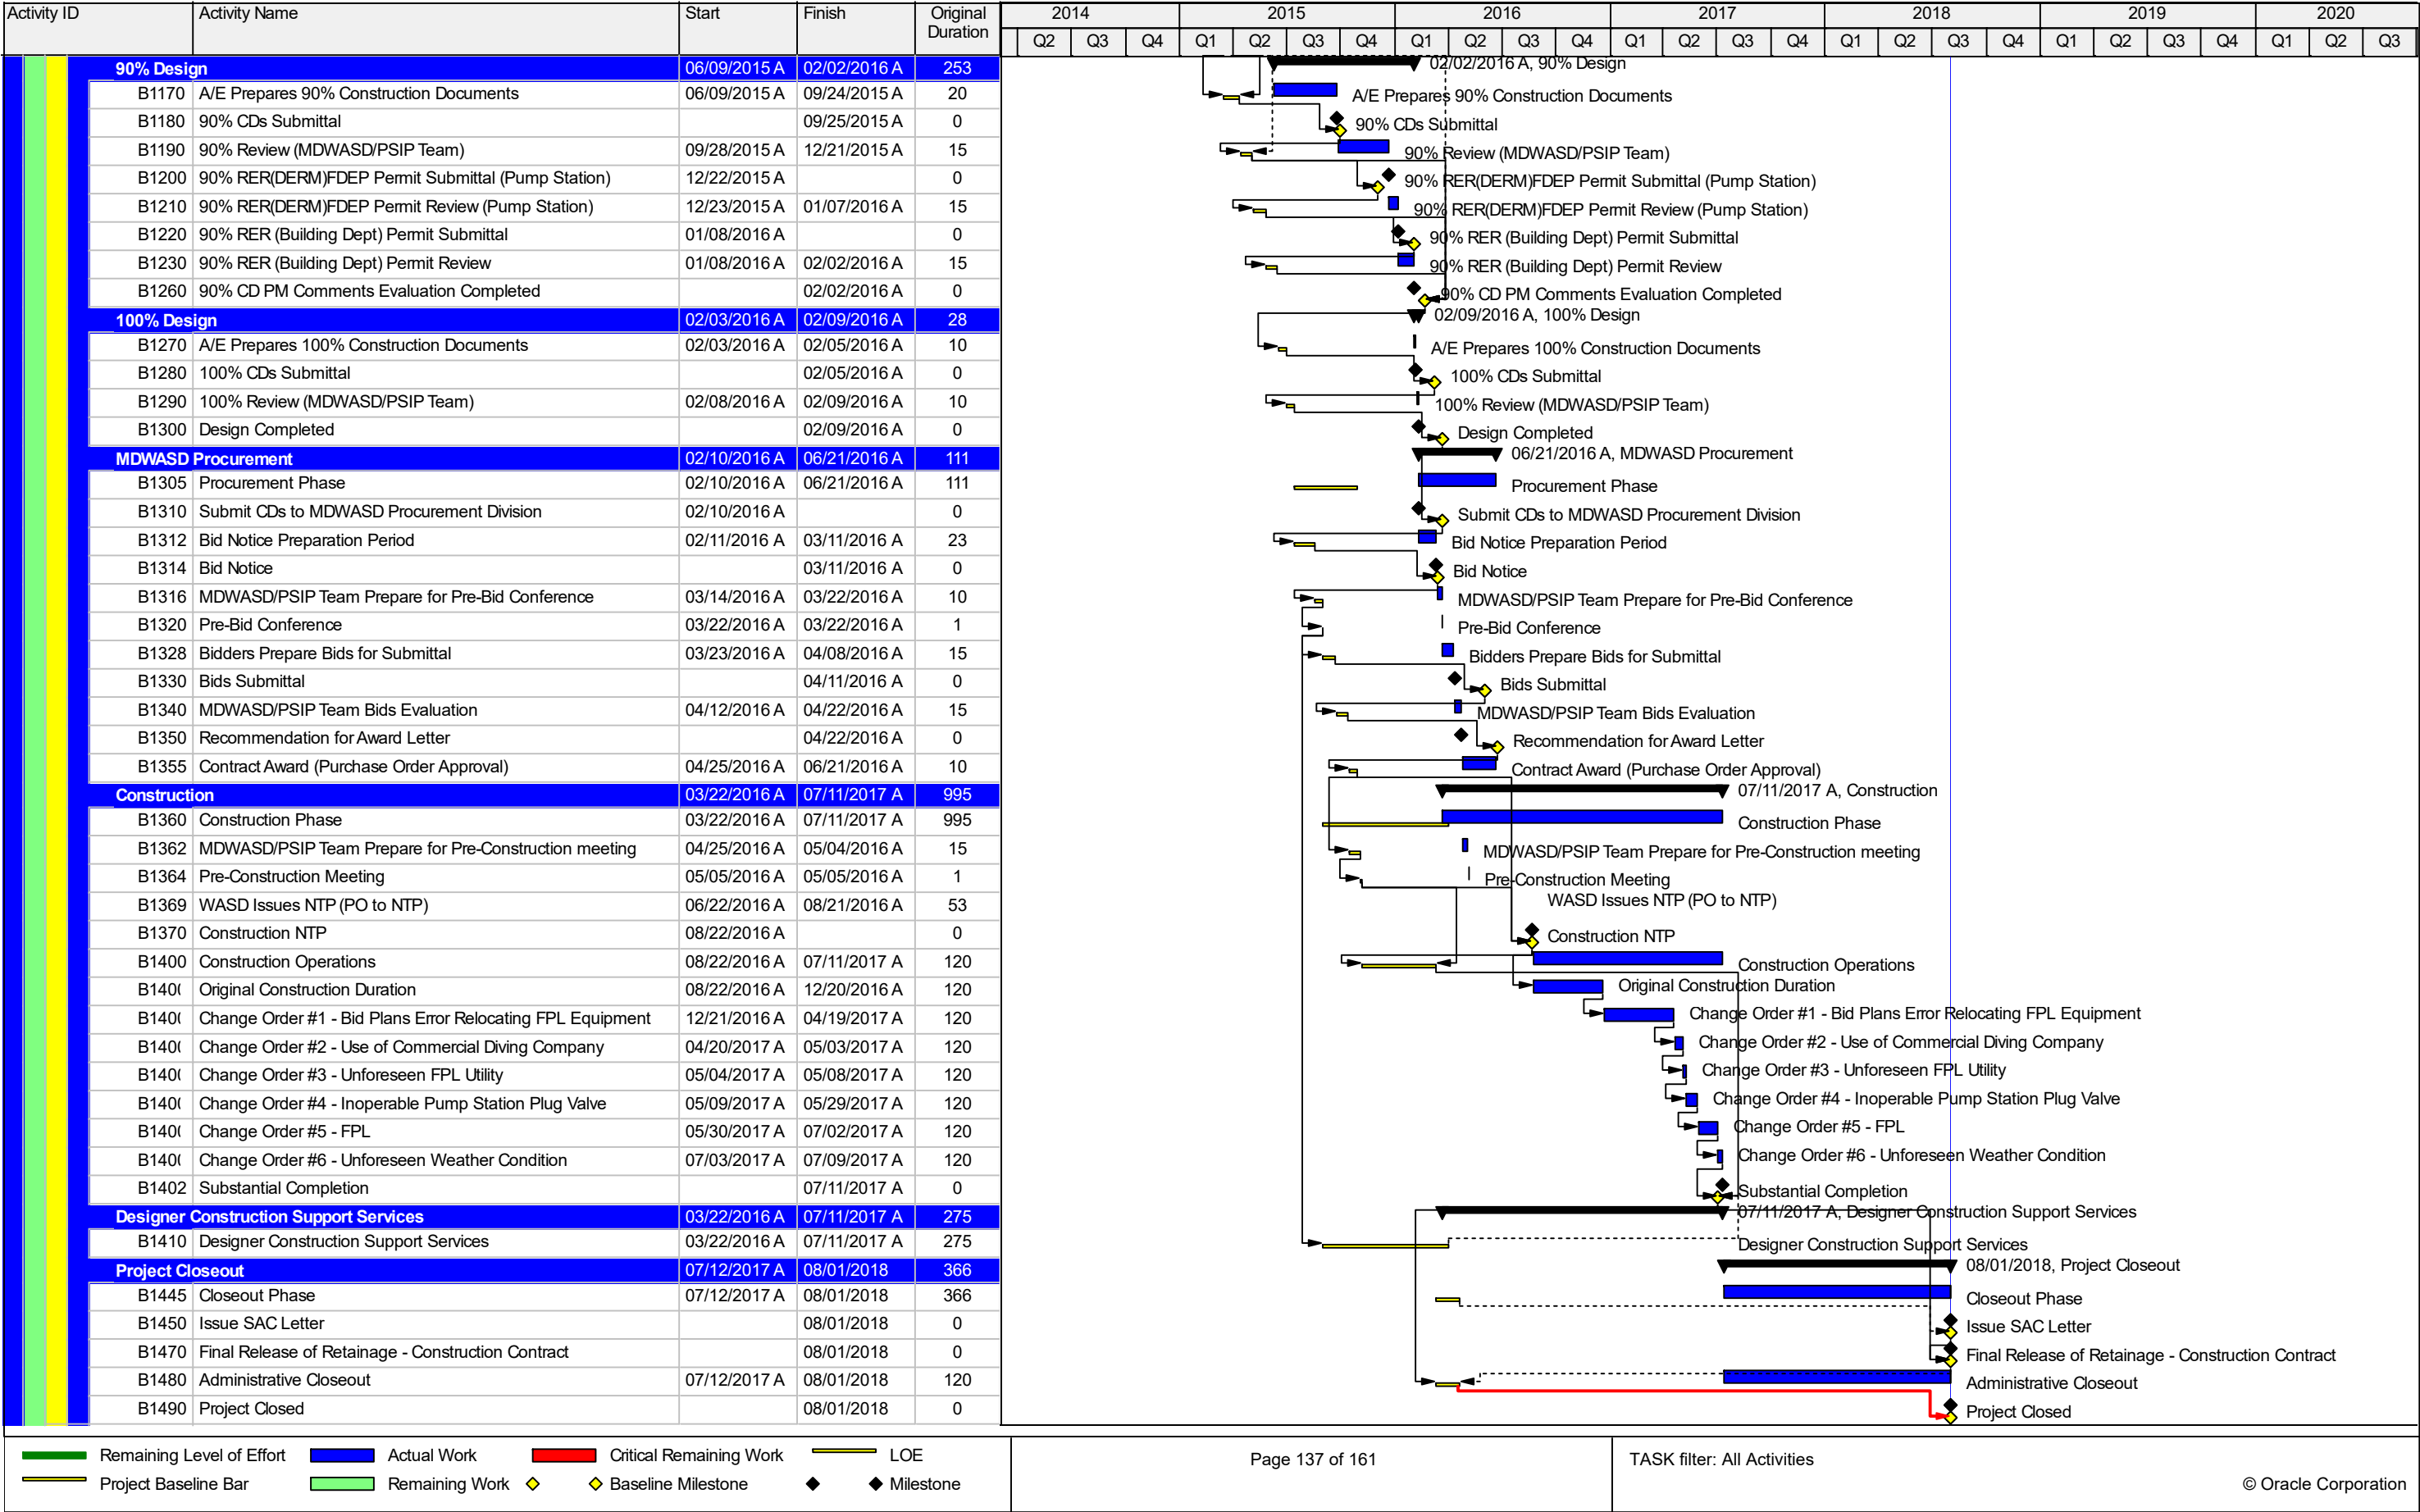 Activity ID Activity Name Start Finish Original Duration 2014 2015 2016 2017 2018 2019 2020
Q2 Q3 Q4 Q1 Q2 Q3 Q4 Q1 Q2 Q3 Q4 Q1 Q2 Q3 Q4 Q1 Q2 Q3 Q4 Q1 Q2 Q3 Q4 Q1 Q2 Q3
90% Design 06/09/2015 A 02/02/2016 A 253 02/02/2016 A, 90% Design
B1170 A/E Prepares 90% Construction Documents 06/09/2015 A 09/24/2015 A 20 A/E Prepares 90% Construction Documents
B1180 90% CDs Submittal 09/25/2015 A 0 90% CDs Submittal
B1190 90% Review (MDWASD/PSIP Team) 09/28/2015 A 12/21/2015 A 15 90% Review (MDWASD/PSIP Team)
B1200 90% RER(DERM)FDEP Permit Submittal (Pump Station) 12/22/2015 A 0 90% RER(DERM)FDEP Permit Submittal (Pump Station)
B1210 90% RER(DERM)FDEP Permit Review (Pump Station) 12/23/2015 A 01/07/2016 A 15 90% RER(DERM)FDEP Permit Review (Pump Station)
B1220 90% RER (Building Dept) Permit Submittal 01/08/2016 A 0 90% RER (Building Dept) Permit Submittal
B1230 90% RER (Building Dept) Permit Review 01/08/2016 A 02/02/2016 A 15 90% RER (Building Dept) Permit Review
B1260 90% CD PM Comments Evaluation Completed 02/02/2016 A 0 90% CD PM Comments Evaluation Completed
100% Design 02/03/2016 A 02/09/2016 A 28 02/09/2016 A, 100% Design
B1270 A/E Prepares 100% Construction Documents 02/03/2016 A 02/05/2016 A 10 A/E Prepares 100% Construction Documents
B1280 100% CDs Submittal 02/05/2016 A 0 100% CDs Submittal
B1290 100% Review (MDWASD/PSIP Team) 02/08/2016 A 02/09/2016 A 10 100% Review (MDWASD/PSIP Team)
B1300 Design Completed 02/09/2016 A 0 Design Completed
MDWASD Procurement 02/10/2016 A 06/21/2016 A 111 06/21/2016 A, MDWASD Procurement
B1305 Procurement Phase 02/10/2016 A 06/21/2016 A 111 Procurement Phase
B1310 Submit CDs to MDWASD Procurement Division 02/10/2016 A 0 Submit CDs to MDWASD Procurement Division
B1312 Bid Notice Preparation Period 02/11/2016 A 03/11/2016 A 23 Bid Notice Preparation Period
B1314 Bid Notice 03/11/2016 A 0 Bid Notice
B1316 MDWASD/PSIP Team Prepare for Pre-Bid Conference 03/14/2016 A 03/22/2016 A 10 MDWASD/PSIP Team Prepare for Pre-Bid Conference
B1320 Pre-Bid Conference 03/22/2016 A 03/22/2016 A 1 Pre-Bid Conference
B1328 Bidders Prepare Bids for Submittal 03/23/2016 A 04/08/2016 A 15 Bidders Prepare Bids for Submittal
B1330 Bids Submittal 04/11/2016 A 0 Bids Submittal
B1340 MDWASD/PSIP Team Bids Evaluation 04/12/2016 A 04/22/2016 A 15 MDWASD/PSIP Team Bids Evaluation
B1350 Recommendation for Award Letter 04/22/2016 A 0 Recommendation for Award Letter
B1355 Contract Award (Purchase Order Approval) 04/25/2016 A 06/21/2016 A 10 Contract Award (Purchase Order Approval)
Construction 03/22/2016 A 07/11/2017 A 995 07/11/2017 A, Construction
B1360 Construction Phase 03/22/2016 A 07/11/2017 A 995 Construction Phase
B1362 MDWASD/PSIP Team Prepare for Pre-Construction meeting 04/25/2016 A 05/04/2016 A 15 MDWASD/PSIP Team Prepare for Pre-Construction meeting
B1364 Pre-Construction Meeting 05/05/2016 A 05/05/2016 A 1 Pre-Construction Meeting
B1369 WASD Issues NTP (PO to NTP) 06/22/2016 A 08/21/2016 A 53 WASD Issues NTP (PO to NTP)
B1370 Construction NTP 08/22/2016 A 0 Construction NTP
B1400 Construction Operations 08/22/2016 A 07/11/2017 A 120 Construction Operations
B140( Original Construction Duration 08/22/2016 A 12/20/2016 A 120 Original Construction Duration
B140( Change Order #1 - Bid Plans Error Relocating FPL Equipment 12/21/2016 A 04/19/2017 A 120 Change Order #1 - Bid Plans Error Relocating FPL Equipment
B140( Change Order #2 - Use of Commercial Diving Company 04/20/2017 A 05/03/2017 A 120 Change Order #2 - Use of Commercial Diving Company
B140( Change Order #3 - Unforeseen FPL Utility 05/04/2017 A 05/08/2017 A 120 Change Order #3 - Unforeseen FPL Utility
B140( Change Order #4 - Inoperable Pump Station Plug Valve 05/09/2017 A 05/29/2017 A 120 Change Order #4 - Inoperable Pump Station Plug Valve
B140( Change Order #5 - FPL 05/30/2017 A 07/02/2017 A 120 Change Order #5 - FPL
B140( Change Order #6 - Unforeseen Weather Condition 07/03/2017 A 07/09/2017 A 120 Change Order #6 - Unforeseen Weather Condition
B1402 Substantial Completion 07/11/2017 A 0 Substantial Completion
Designer Construction Support Services 03/22/2016 A 07/11/2017 A 275 07/11/2017 A, Designer Construction Support Services
B1410 Designer Construction Support Services 03/22/2016 A 07/11/2017 A 275 Designer Construction Support Services
Project Closeout 07/12/2017 A 08/01/2018 366 08/01/2018, Project Closeout
B1445 Closeout Phase 07/12/2017 A 08/01/2018 366 Closeout Phase
B1450 Issue SAC Letter 08/01/2018 0 Issue SAC Letter
B1470 Final Release of Retainage - Construction Contract 08/01/2018 0 Final Release of Retainage - Construction Contract
B1480 Administrative Closeout 07/12/2017 A 08/01/2018 120 Administrative Closeout
B1490 Project Closed 08/01/2018 0 Project Closed
Remaining Level of Effort Actual Work Critical Remaining Work LOE Page 137 of 161 TASK filter: All Activities
Project Baseline Bar Remaining Work Baseline Milestone Milestone © Oracle Corporation